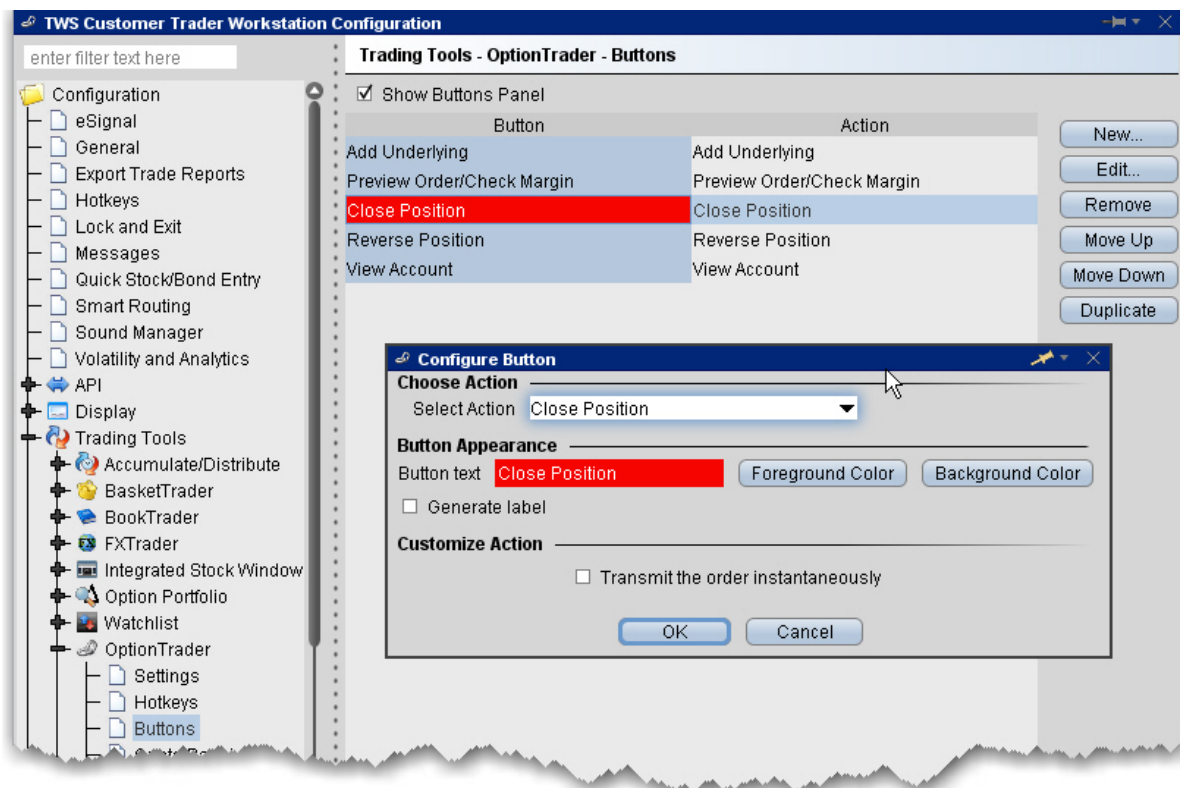 TWS Customer Trader Workstation Configuration
enter filter text here
Configuration
eSignal
General
Export Trade Reports
Hotkeys
Lock and Exit
Messages
Quick Stock/Bond Entry
Smart Routing
Sound Manager
Volatility and Analytics
API
Display
Trading Tools
Accumulate/Distribute
BasketTrader
BookTrader
FXTrader
Integrated Stock Window
Option Portfolio
Watchlist
OptionTrader
Settings
Hotkeys
Buttons
Trading Tools - OptionTrader - Buttons
Show Buttons Panel
Button Action
Add Underlying Add Underlying
Preview Order/Check Margin Preview Order/Check Margin
Close Position Close Position
Reverse Position Reverse Position
View Account View Account
New...
Edit...
Remove
Move Up
Move Down
Duplicate
Configure Button
Choose Action
Select Action Close Position
Button Appearance
Button text Close Position Foreground Color Background Color
Generate label
Customize Action
Transmit the order instantaneously
OK Cancel